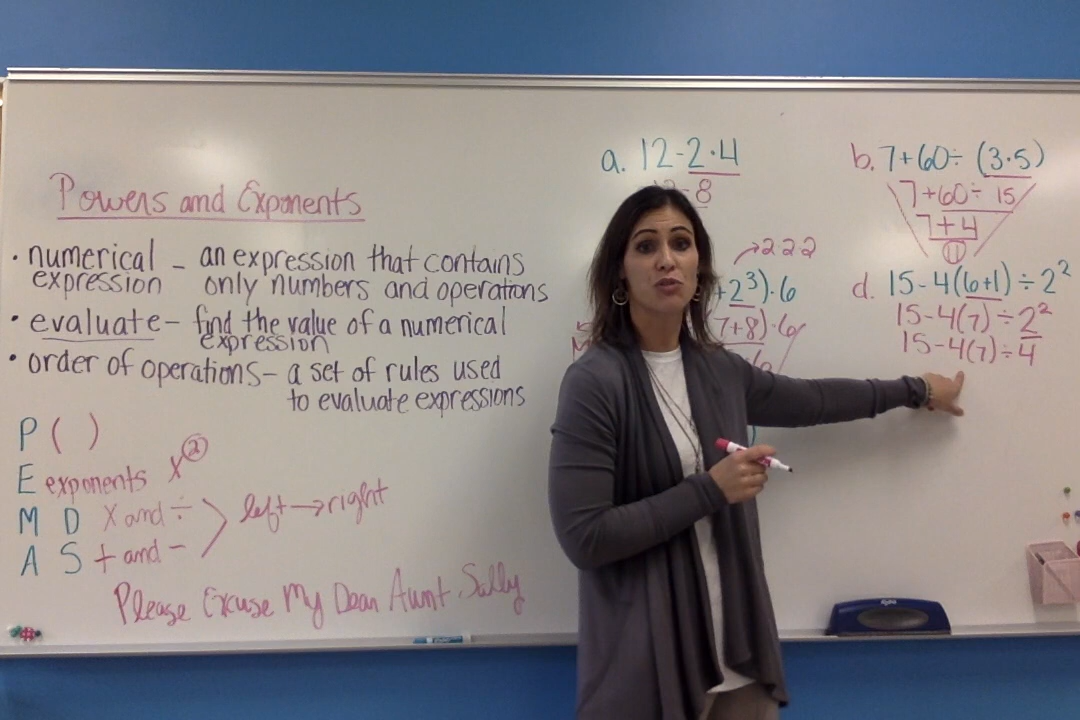 Powers and Exponents
• numerical expression – an expression that contains
only numbers and operations
• evaluate – find the value of a numerical
expression
• order of operations – a set of rules used
to evaluate expressions
P ( )
E exponents x²
M D X and ÷ left → right
A S + and -
Please Excuse My Dear Aunt Sally
a. 12-2·4
-8
→2·2·2
+2³)·6
7+8)·6
b. 7+60÷(3·5)
7+60÷15
7+4
11
d. 15-4(6+1)÷2²
15-4(7)÷2²
15-4(7)÷4